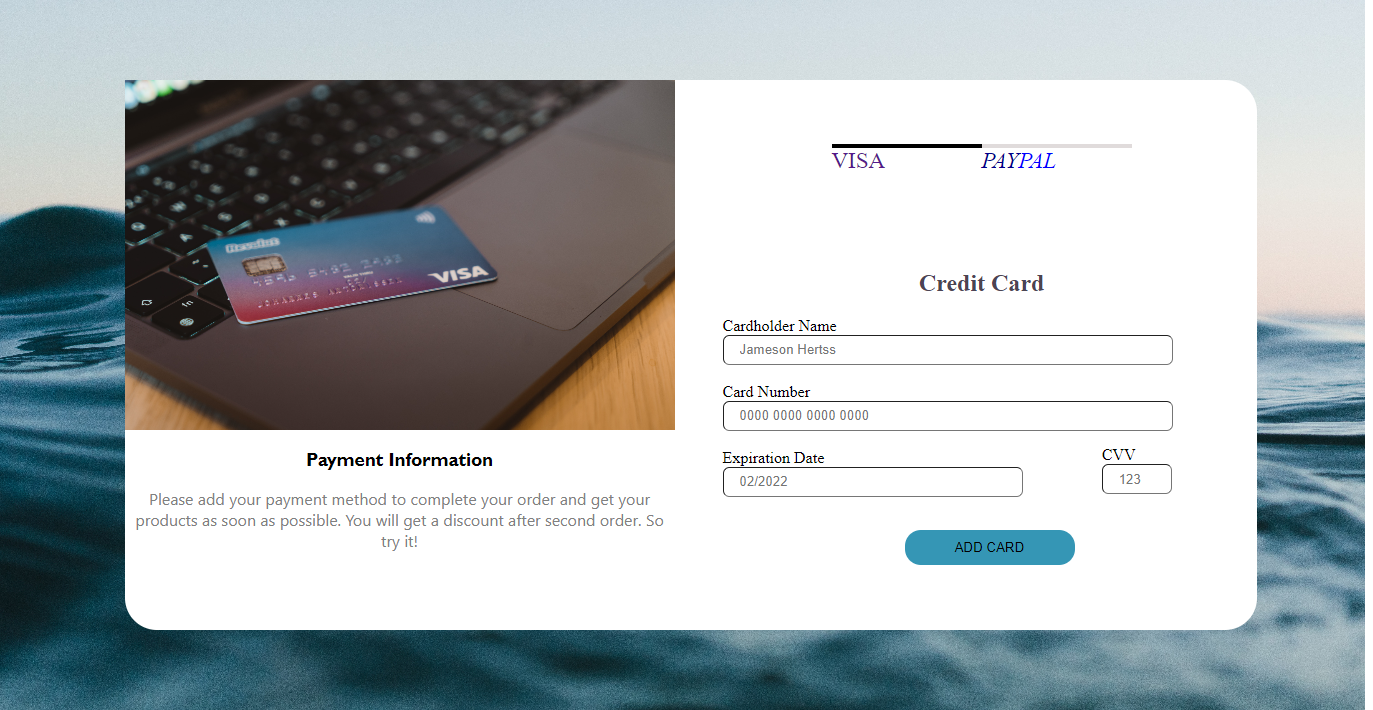 Revolut
VISA
fn
Payment Information
Please add your payment method to complete your order and get your
products as soon as possible. You will get a discount after second order. So
try it!
VISA PAYPAL
Credit Card
Cardholder Name
Jameson Hertss
Card Number
0000 0000 0000 0000
Expiration Date CVV
02/2022 123
ADD CARD